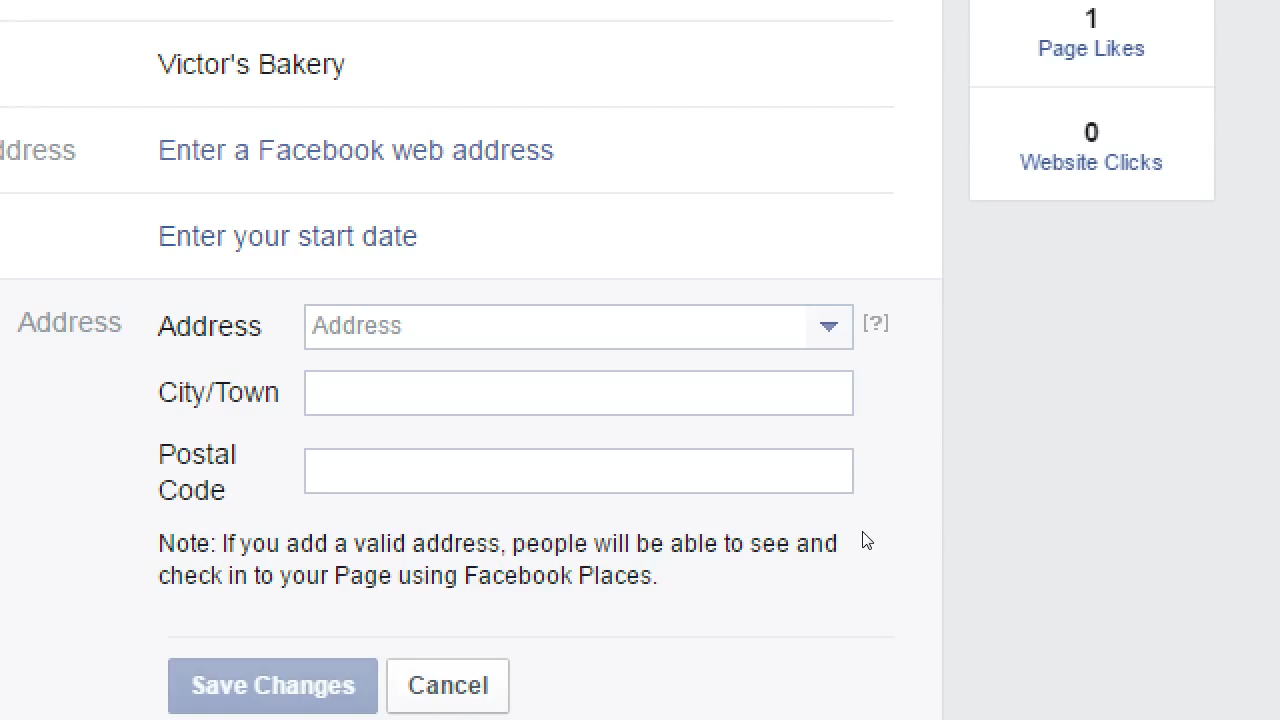 1
Page Likes
Victor's Bakery
0
Website Clicks
ddress
Enter a Facebook web address
Enter your start date
Address
Address
Address
[?]
City/Town
Postal
Code
Note: If you add a valid address, people will be able to see and
check in to your Page using Facebook Places.
Save Changes
Cancel